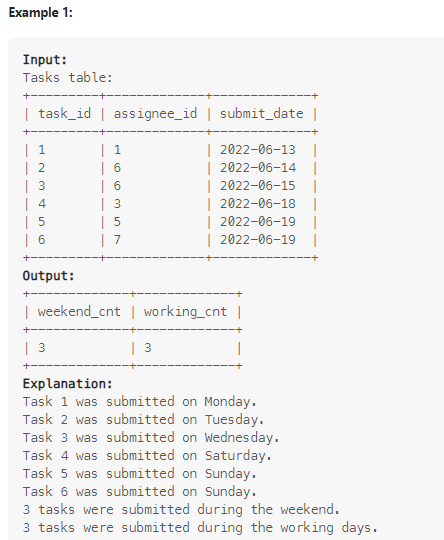 Example 1:
Input:
Tasks table:
+---------+-------------+-------------+
| task_id | assignee_id | submit_date |
+---------+-------------+-------------+
| 1 | 1 | 2022-06-13 |
| 2 | 6 | 2022-06-14 |
| 3 | 6 | 2022-06-15 |
| 4 | 3 | 2022-06-18 |
| 5 | 5 | 2022-06-19 |
| 6 | 7 | 2022-06-19 |
+---------+-------------+-------------+
Output:
+-------------+-------------+
| weekend_cnt | working_cnt |
+-------------+-------------+
| 3 | 3 |
+-------------+-------------+
Explanation:
Task 1 was submitted on Monday.
Task 2 was submitted on Tuesday.
Task 3 was submitted on Wednesday.
Task 4 was submitted on Saturday.
Task 5 was submitted on Sunday.
Task 6 was submitted on Sunday.
3 tasks were submitted during the weekend.
3 tasks were submitted during the working days.